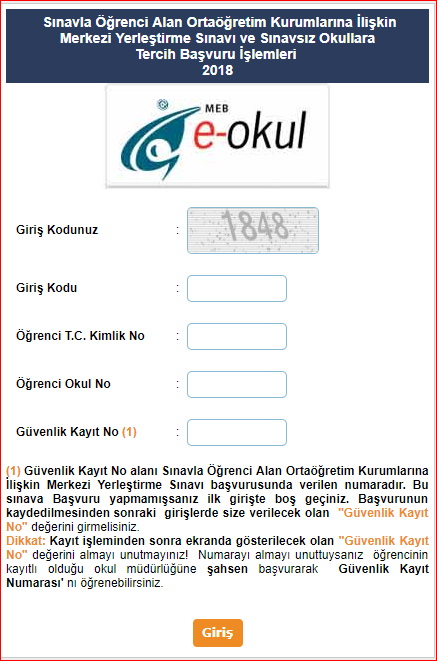 Sınavla Öğrenci Alan Ortaöğretim Kurumlarına İlişkin
Merkezi Yerleştirme Sınavı ve Sınavsız Okullara
Tercih Başvuru İşlemleri
2018
MEB
e-okul
Giriş Kodunuz : 1848
Giriş Kodu :
Öğrenci T.C. Kimlik No :
Öğrenci Okul No :
Güvenlik Kayıt No (1) :
(1) Güvenlik Kayıt No alanı Sınavla Öğrenci Alan Ortaöğretim Kurumlarına
İlişkin Merkezi Yerleştirme Sınavı başvurusunda verilen numaradır. Bu
sınava Başvuru yapmamışsanız ilk girişte boş geçiniz. Başvurunun
kaydedilmesinden sonraki girişlerde size verilecek olan "Güvenlik Kayıt
No" değerini girmelisiniz.
Dikkat: Kayıt işleminden sonra ekranda gösterilecek olan "Güvenlik Kayıt
No" değerini almayı unutmayınız! Numarayı almayı unuttuysanız öğrencinin
kayıtlı olduğu okul müdürlüğüne şahsen başvurarak Güvenlik Kayıt
Numarası' nı öğrenebilirsiniz.
Giriş